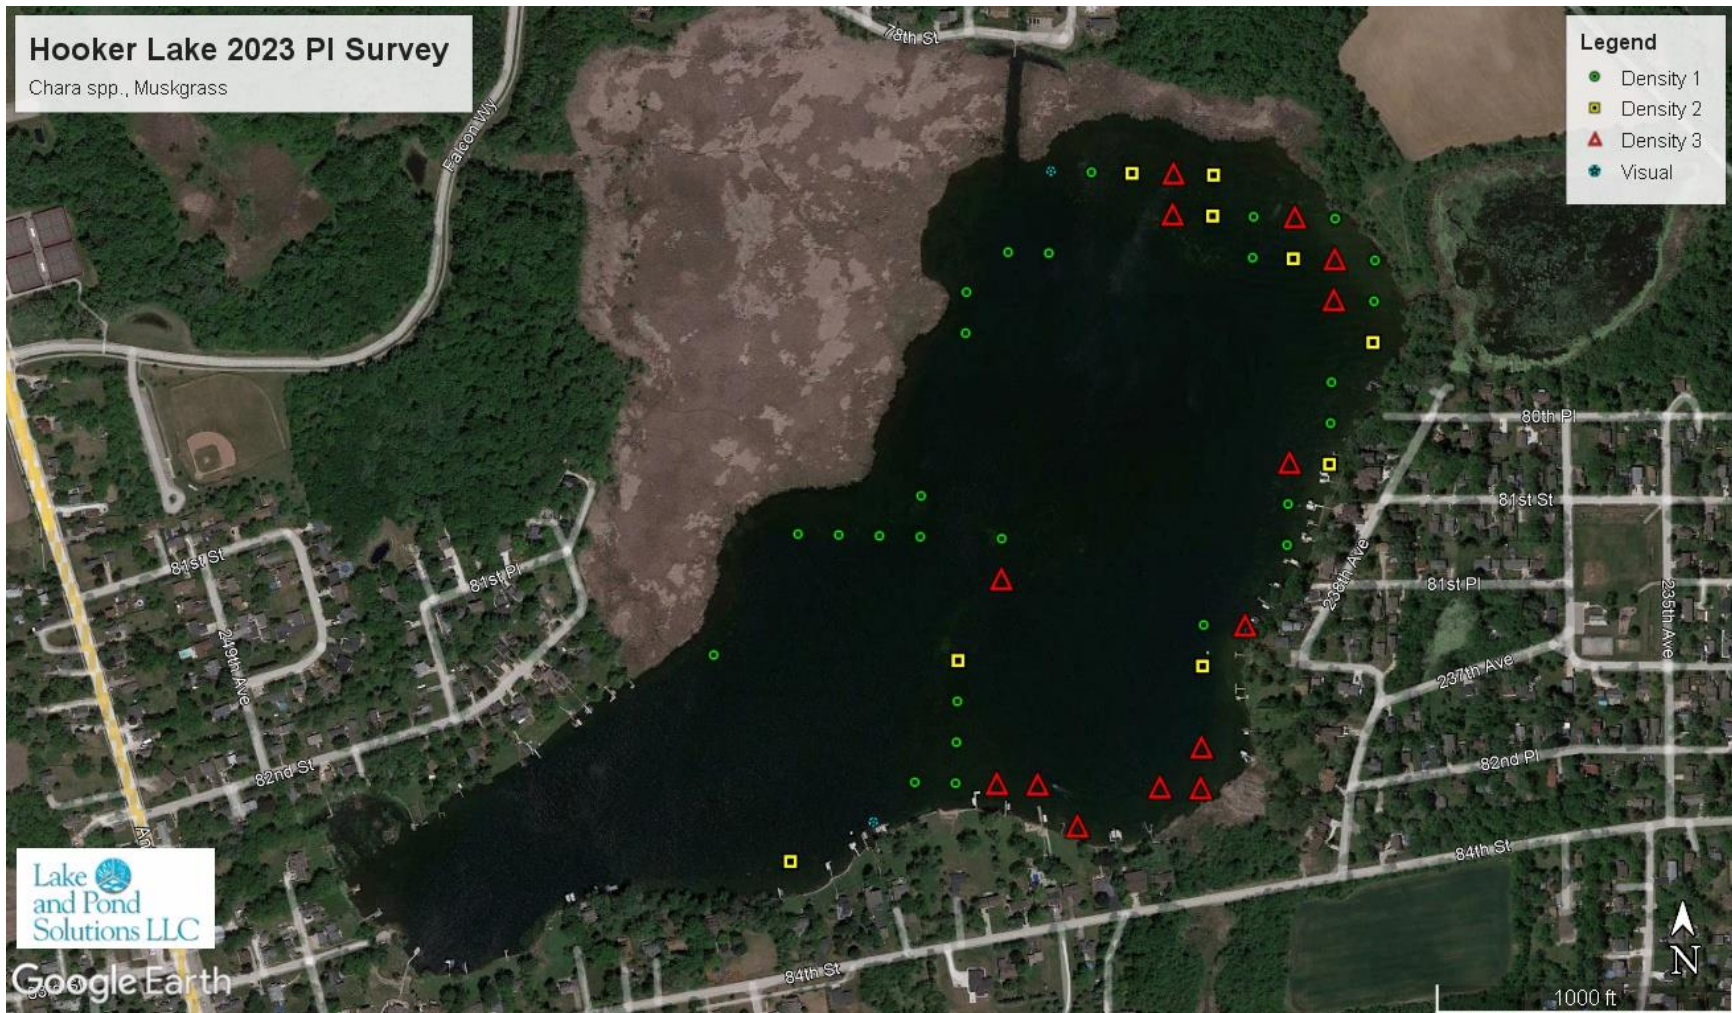 Hooker Lake 2023 PI Survey
Chara spp., Muskgrass
Legend
Density 1
Density 2
Density 3
Visual
78th St
Falcon Wy
80th Pl
81st St
81st St
81st Pl
81st Pl
238th Ave
235th Ave
249th Ave
237th Ave
82nd St
82nd Pl
84th St
84th St
Lake
and Pond
Solutions LLC
Google Earth
N
1000 ft